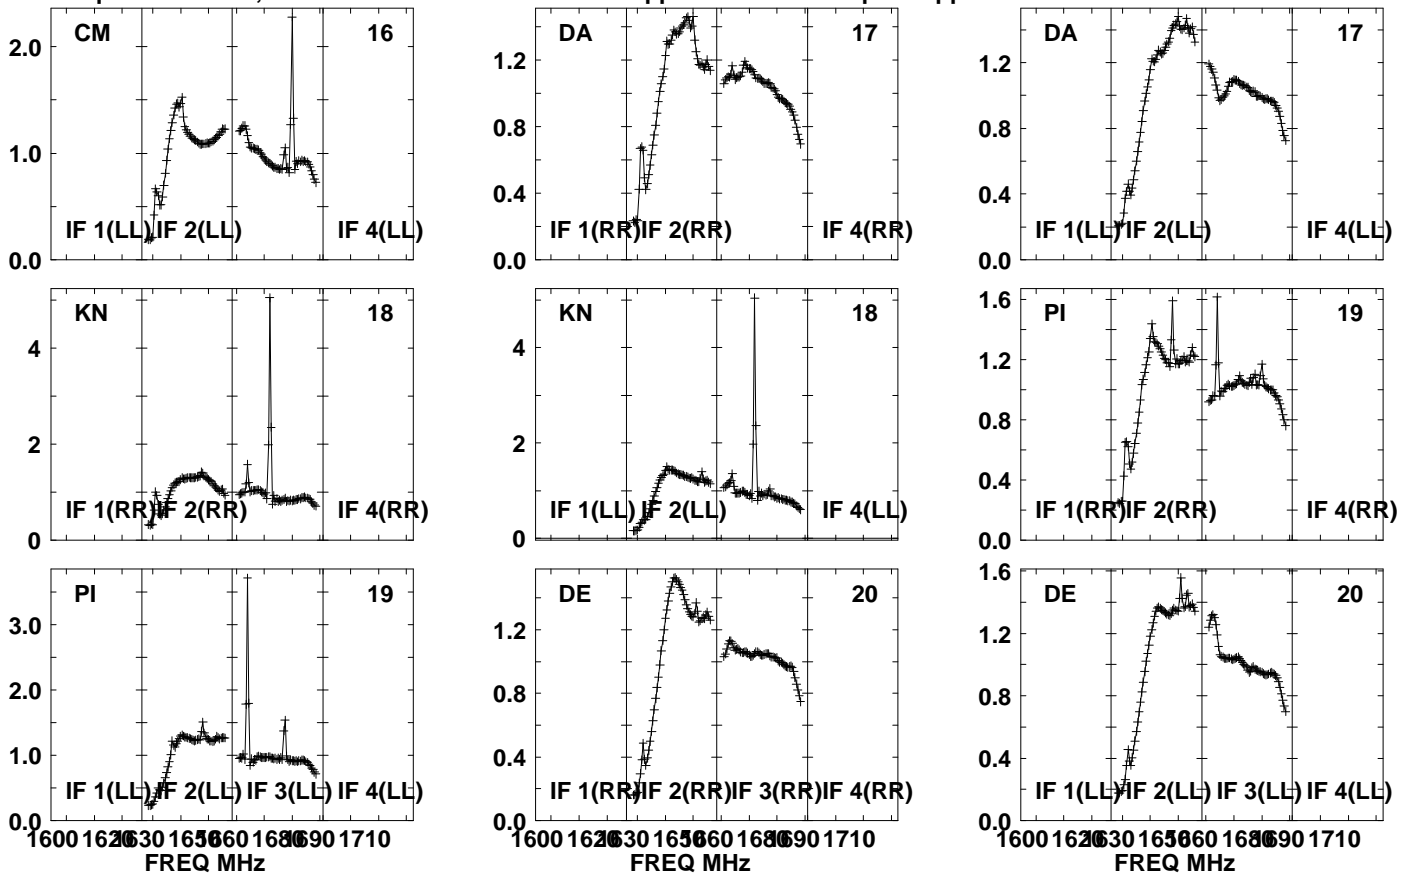 CM 16
2.0
1.0
0.0
IF 1(LL) IF 2(LL) IF 4(LL)
DA 17
1.2
0.8
0.4
0.0
IF 1(RR) IF 2(RR) IF 4(RR)
DA 17
1.2
0.8
0.4
0.0
IF 1(LL) IF 2(LL) IF 4(LL)
KN 18
4
2
0
IF 1(RR) IF 2(RR) IF 4(RR)
KN 18
4
2
0
IF 1(LL) IF 2(LL) IF 4(LL)
PI 19
1.6
1.2
0.8
0.4
0.0
IF 1(RR) IF 2(RR) IF 4(RR)
PI 19
3.0
2.0
1.0
0.0
IF 1(LL) IF 2(LL) IF 3(LL) IF 4(LL)
1600 1620 1630 1650 1660 1680 1690 1710
FREQ MHz
DE 20
1.2
0.8
0.4
0.0
IF 1(RR) IF 2(RR) IF 3(RR) IF 4(RR)
1600 1620 1630 1650 1660 1680 1690 1710
FREQ MHz
DE 20
1.6
1.2
0.8
0.4
0.0
IF 1(LL) IF 2(LL) IF 3(LL) IF 4(LL)
1600 1620 1630 1650 1660 1680 1690 1710
FREQ MHz